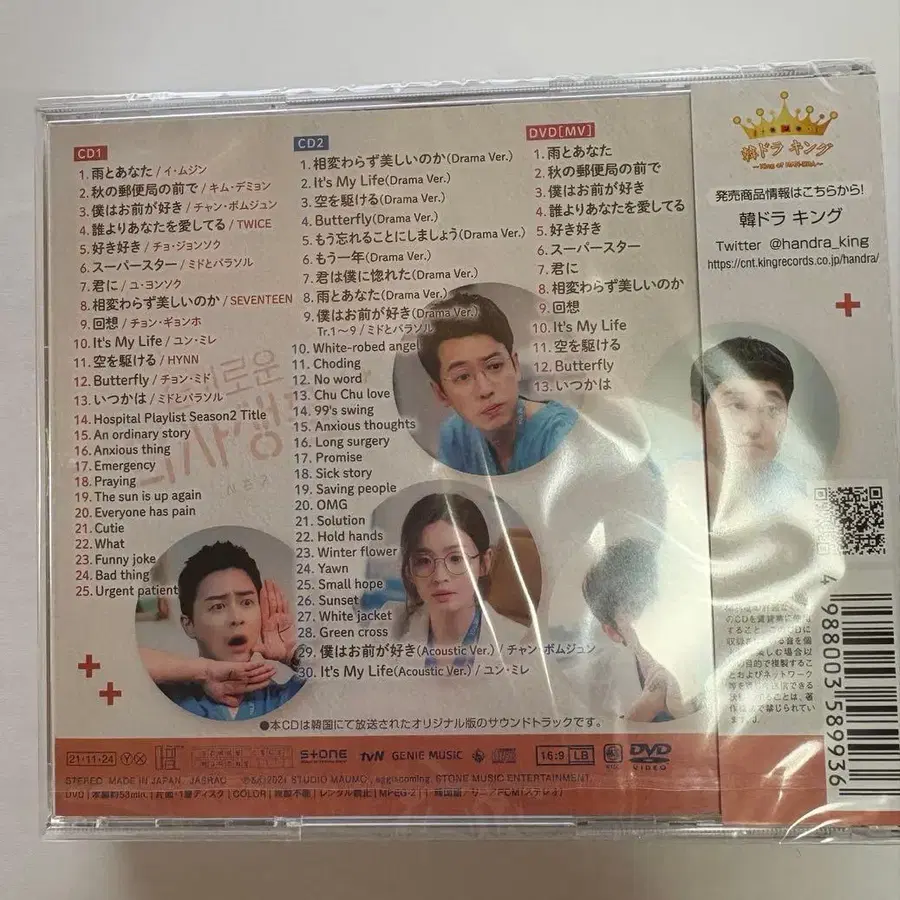 CD1
1. 雨とあなた / イ・ムジン
2. 秋の郵便局の前で / キム・デミョン
3. 僕はお前が好き / チャン・ボムジュン
4. 誰よりあなたを愛してる / TWICE
5. 好き好き / チョ・ジョンソク
6. スーパースター / ミドとパラソル
7. 君に / ユ・ヨンソク
8. 相変わらず美しいのか / SEVENTEEN
9. 回想 / チョン・ギョンホ
10. It's My Life / ユン・ミレ
11. 空を駆ける / HYNN
12. Butterfly / チョン・ミド
13. いつかは / ミドとパラソル
14. Hospital Playlist Season2 Title
15. An ordinary story
16. Anxious thing
17. Emergency
18. Praying
19. The sun is up again
20. Everyone has pain
21. Cutie
22. What
23. Funny joke
24. Bad thing
25. Urgent patient
CD2
1. 相変わらず美しいのか(Drama Ver.)
2. It's My Life(Drama Ver.)
3. 空を駆ける(Drama Ver.)
4. Butterfly(Drama Ver.)
5. もう忘れることにしましょう(Drama Ver.)
6. もう一年(Drama Ver.)
7. 君は僕に惚れた(Drama Ver.)
8. 雨とあなた(Drama Ver.)
9. 僕はお前が好き(Drama Ver.)
Tr.1〜9 / ミドとパラソル
10. White-robed angel
11. Choding
12. No word
13. Chu Chu love
14. 99's swing
15. Anxious thoughts
16. Long surgery
17. Promise
18. Sick story
19. Saving people
20. OMG
21. Solution
22. Hold hands
23. Winter flower
24. Yawn
25. Small hope
26. Sunset
27. White jacket
28. Green cross
29. 僕はお前が好き(Acoustic Ver.) / チャン・ボムジュン
30. It's My Life(Acoustic Ver.) / ユン・ミレ
DVD[MV]
1. 雨とあなた
2. 秋の郵便局の前で
3. 僕はお前が好き
4. 誰よりあなたを愛してる
5. 好き好き
6. スーパースター
7. 君に
8. 相変わらず美しいのか
9. 回想
10. It's My Life
11. 空を駆ける
12. Butterfly
13. いつかは
●本CDは韓国にて放送されたオリジナル版のサウンドトラックです。
21・11・24 STONE tvN GENIE MUSIC 16:9 LB DVD VIDEO
STEREO MADE IN JAPAN. JASRAC 2021 STUDIO MAUM STONE MUSIC ENTERTAINMENT.
DVD COLOR 複製不能 レンタル禁止 MPEG-2
韓ドラ キング
発売商品情報はこちらから!
韓ドラ キング
Twitter @handra_king
https://cnt.kingrecords.co.jp/handra/
4 988003 589936